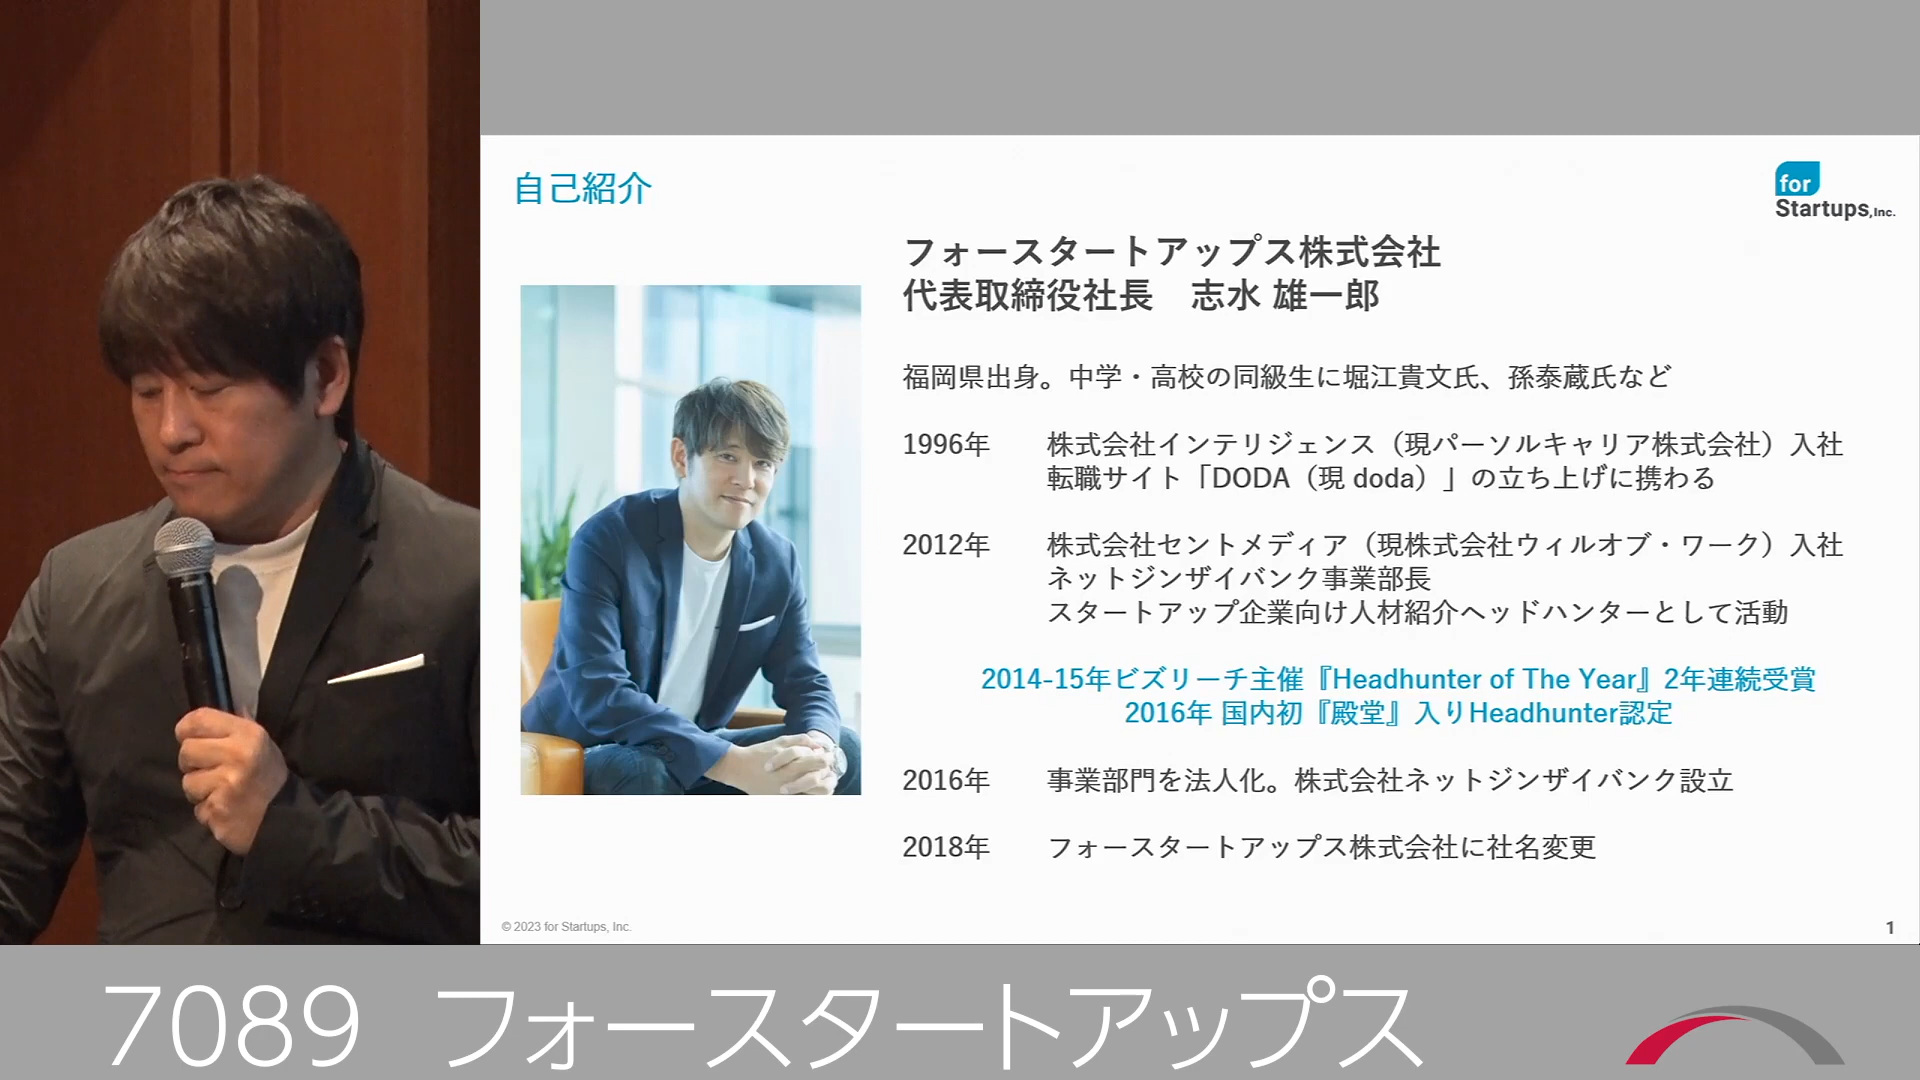 自己紹介
for
Startups,Inc.
フォースタートアップス株式会社
代表取締役社長　志水 雄一郎
福岡県出身。中学・高校の同級生に堀江貴文氏、孫泰蔵氏など
1996年　株式会社インテリジェンス（現パーソルキャリア株式会社）入社
転職サイト「DODA（現 doda）」の立ち上げに携わる
2012年　株式会社セントメディア（現株式会社ウィルオブ・ワーク）入社
ネットジンザイバンク事業部長
スタートアップ企業向け人材紹介ヘッドハンターとして活動
2014-15年ビズリーチ主催『Headhunter of The Year』2年連続受賞
2016年 国内初『殿堂』入りHeadhunter認定
2016年　事業部門を法人化。株式会社ネットジンザイバンク設立
2018年　フォースタートアップス株式会社に社名変更
© 2023 for Startups, Inc.
1
7089 フォースタートアップス